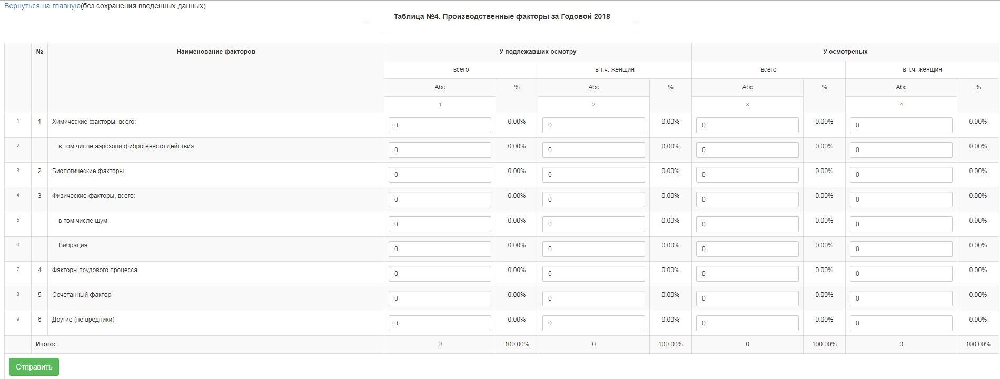 Вернуться на главную(без сохранения введенных данных)
Таблица №4. Производственные факторы за Годовой 2018
№ Наименование факторов У подлежавших осмотру У осмотреных
всего в т.ч. женщин всего в т.ч. женщин
Абс % Абс % Абс % Абс %
1 2 3 4
1 1 Химические факторы, всего: 0 0.00% 0 0.00% 0 0.00% 0 0.00%
2 в том числе аэрозоли фиброгенного действия 0 0.00% 0 0.00% 0 0.00% 0 0.00%
3 2 Биологические факторы 0 0.00% 0 0.00% 0 0.00% 0 0.00%
4 3 Физические факторы, всего: 0 0.00% 0 0.00% 0 0.00% 0 0.00%
5 в том числе шум 0 0.00% 0 0.00% 0 0.00% 0 0.00%
6 Вибрация 0 0.00% 0 0.00% 0 0.00% 0 0.00%
7 4 Факторы трудового процесса 0 0.00% 0 0.00% 0 0.00% 0 0.00%
8 5 Сочетанный фактор 0 0.00% 0 0.00% 0 0.00% 0 0.00%
9 6 Другие (не вредники) 0 0.00% 0 0.00% 0 0.00% 0 0.00%
Итого: 0 100.00% 0 100.00% 0 100.00% 0 100.00%
Отправить